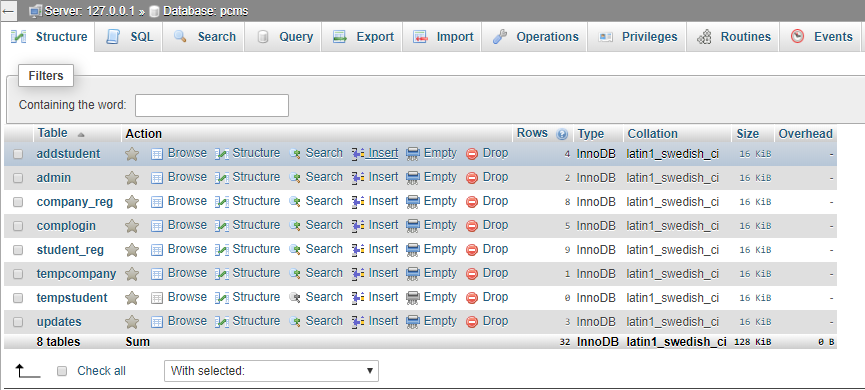 Server: 127.0.0.1 » Database: pcms
Structure SQL Search Query Export Import Operations Privileges Routines Events
Filters
Containing the word:
Table Action Rows Type Collation Size Overhead
addstudent Browse Structure Search Insert Empty Drop 4 InnoDB latin1_swedish_ci 16 KiB -
admin Browse Structure Search Insert Empty Drop 2 InnoDB latin1_swedish_ci 16 KiB -
company_reg Browse Structure Search Insert Empty Drop 8 InnoDB latin1_swedish_ci 16 KiB -
complogin Browse Structure Search Insert Empty Drop 5 InnoDB latin1_swedish_ci 16 KiB -
student_reg Browse Structure Search Insert Empty Drop 9 InnoDB latin1_swedish_ci 16 KiB -
tempcompany Browse Structure Search Insert Empty Drop 1 InnoDB latin1_swedish_ci 16 KiB -
tempstudent Browse Structure Search Insert Empty Drop 0 InnoDB latin1_swedish_ci 16 KiB -
updates Browse Structure Search Insert Empty Drop 3 InnoDB latin1_swedish_ci 16 KiB -
8 tables Sum 32 InnoDB latin1_swedish_ci 128 KiB 0 B
Check all With selected: